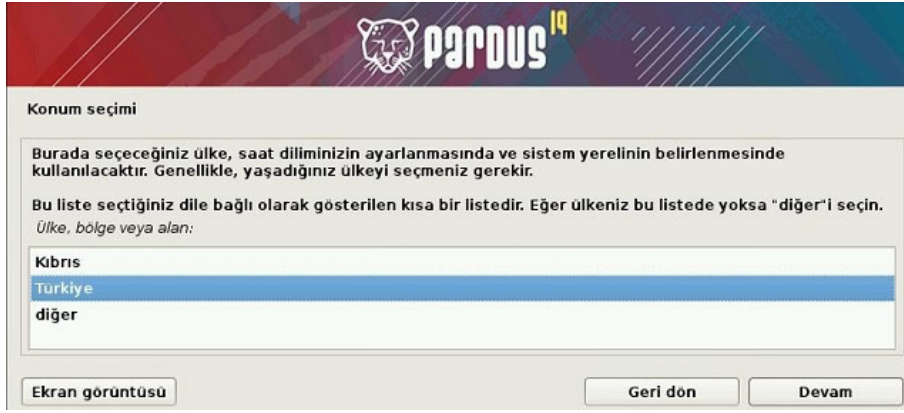 pardus 19
Konum seçimi
Burada seçeceğiniz ülke, saat diliminizin ayarlanmasında ve sistem yerelinin belirlenmesinde
kullanılacaktır. Genellikle, yaşadığınız ülkeyi seçmeniz gerekir.
Bu liste seçtiğiniz dile bağlı olarak gösterilen kısa bir listedir. Eğer ülkeniz bu listede yoksa "diğer"i seçin.
Ülke, bölge veya alan:
Kıbrıs
Türkiye
diğer
Ekran görüntüsü Geri dön Devam